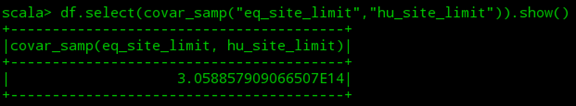 scala> df.select(covar_samp("eq_site_limit","hu_site_limit")).show()
+----------------------------------------+
|covar_samp(eq_site_limit, hu_site_limit)|
+----------------------------------------+
|                    3.058857909066507E14|
+----------------------------------------+